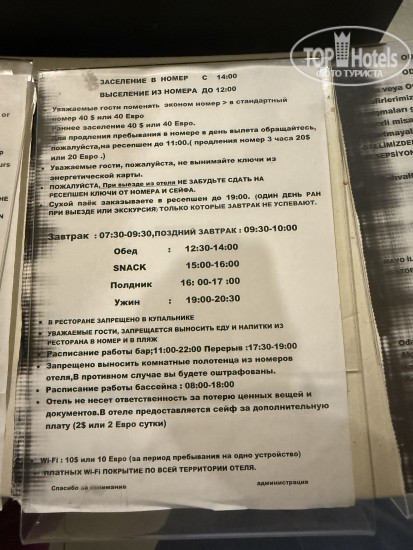 TOP Hotels
ФОТО ТУРИСТА
ЗАСЕЛЕНИЕ В НОМЕР С 14:00
ВЫСЕЛЕНИЕ ИЗ НОМЕРА ДО 12:00
Уважаемые гости поменять эконом номер > в стандартный
номер 40 $ или 40 Евро
Раннее заселение 40 $ или 40 Евро.
Для продления пребывания в номере в день вылета обращайтесь,
пожалуйста,на ресепшен до 11:00.( продления номер 3 часа 20$
или 20 Евро .)
Уважаемые гости, пожалуйста, не вынимайте ключи из
энергетической карты.
• ПОЖАЛУЙСТА, При выезде из отеля НЕ ЗАБУДЬТЕ СДАТЬ НА
РЕСЕПШЕН КЛЮЧИ ОТ НОМЕРА И СЕЙФА.
• Сухой паёк заказываете в ресепшен до 19:00. (ОДИН ДЕНЬ РАН
ПРИ ВЫЕЗДЕ ИЛИ ЭКСКУРСИЯ) ТОЛЬКО КОТОРЫЕ ЗАВТРАК НЕ УСПЕВАЮТ.
Завтрак : 07:30-09:30,ПОЗДНИЙ ЗАВТРАК : 09:30-10:00
Обед : 12:30-14:00
SNACK 15:00-16:00
Полдник : 16: 00-17 :00
Ужин : 19:00-20:30
• В РЕСТОРАНЕ ЗАПРЕЩЕНО В КУПАЛЬНИКЕ
• УВАЖАЕМЫЕ ГОСТИ, ЗАПРЕЩАЕТСЯ ВЫНОСИТЬ ЕДУ И НАПИТКИ ИЗ
РЕСТОРАНА В НОМЕР И В ПЛЯЖ
• Расписание работы бар;11:00-22:00 Перерыв :17:30-19:00
• Запрещено выносить комнатные полотенца из номеров
отеля,В противном случае вы будете оштрафованы.
• Расписание работы бассейна : 08:00-18:00
• Отель не несет ответственность за потерю ценных вещей и
документов.В отеле предоставляется сейф за дополнительную
плату (2$ или 2 Евро сутки)
• Wi-Fi : 10$ или 10 Евро (за период пребывания на одно устройство)
ПЛАТНЫХ Wi-Fi ПОКРЫТИЕ ПО ВСЕЙ ТЕРРИТОРИИ ОТЕЛЯ.
Спасибо за внимание администрация